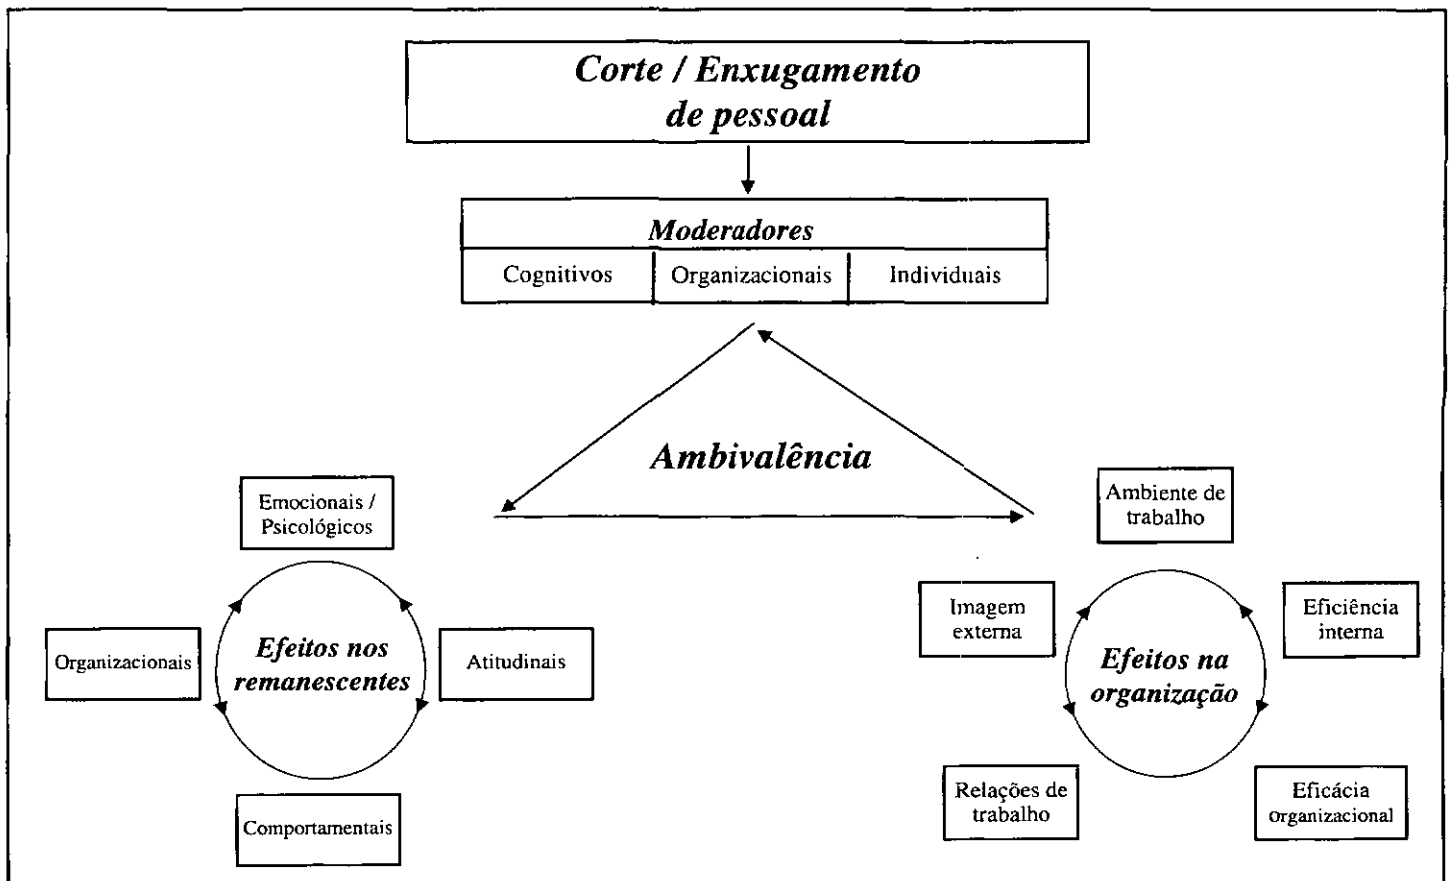 Corte / Enxugamento
de pessoal
Moderadores
Cognitivos
Organizacionais
Individuais
Ambivalência
Emocionais /
Psicológicos
Organizacionais
Efeitos nos
remanescentes
Atitudinais
Comportamentais
Ambiente de
trabalho
Imagem
externa
Eficiência
interna
Efeitos na
organização
Relações de
trabalho
Eficácia
organizacional